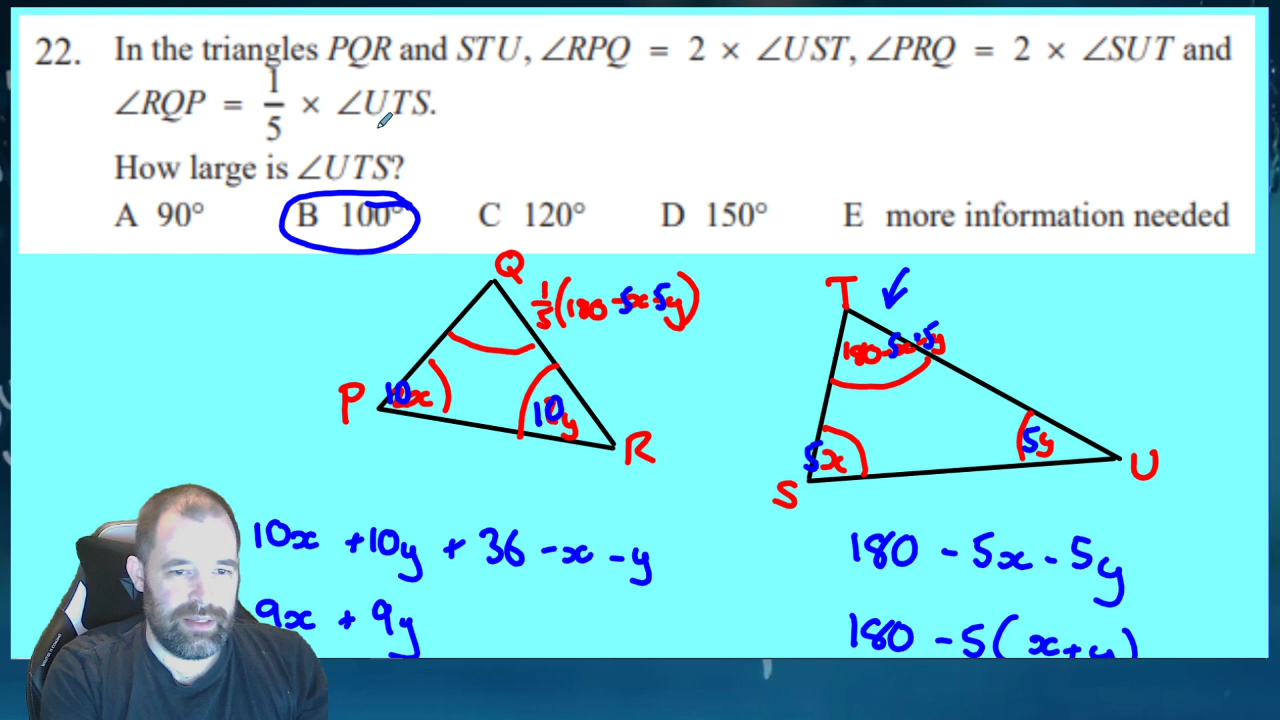 22. In the triangles PQR and STU, ∠RPQ = 2 × ∠UST, ∠PRQ = 2 × ∠SUT and
∠RQP = 1/5 × ∠UTS.
How large is ∠UTS?
A 90° B 100° C 120° D 150° E more information needed
Q
T
1/5(180-5x-5y)
180-5x-5y
P
10x
10y
R
5x
5y
S
U
10x + 10y + 36 - x - y
180 - 5x - 5y
9x + 9y
180 - 5(x+y)